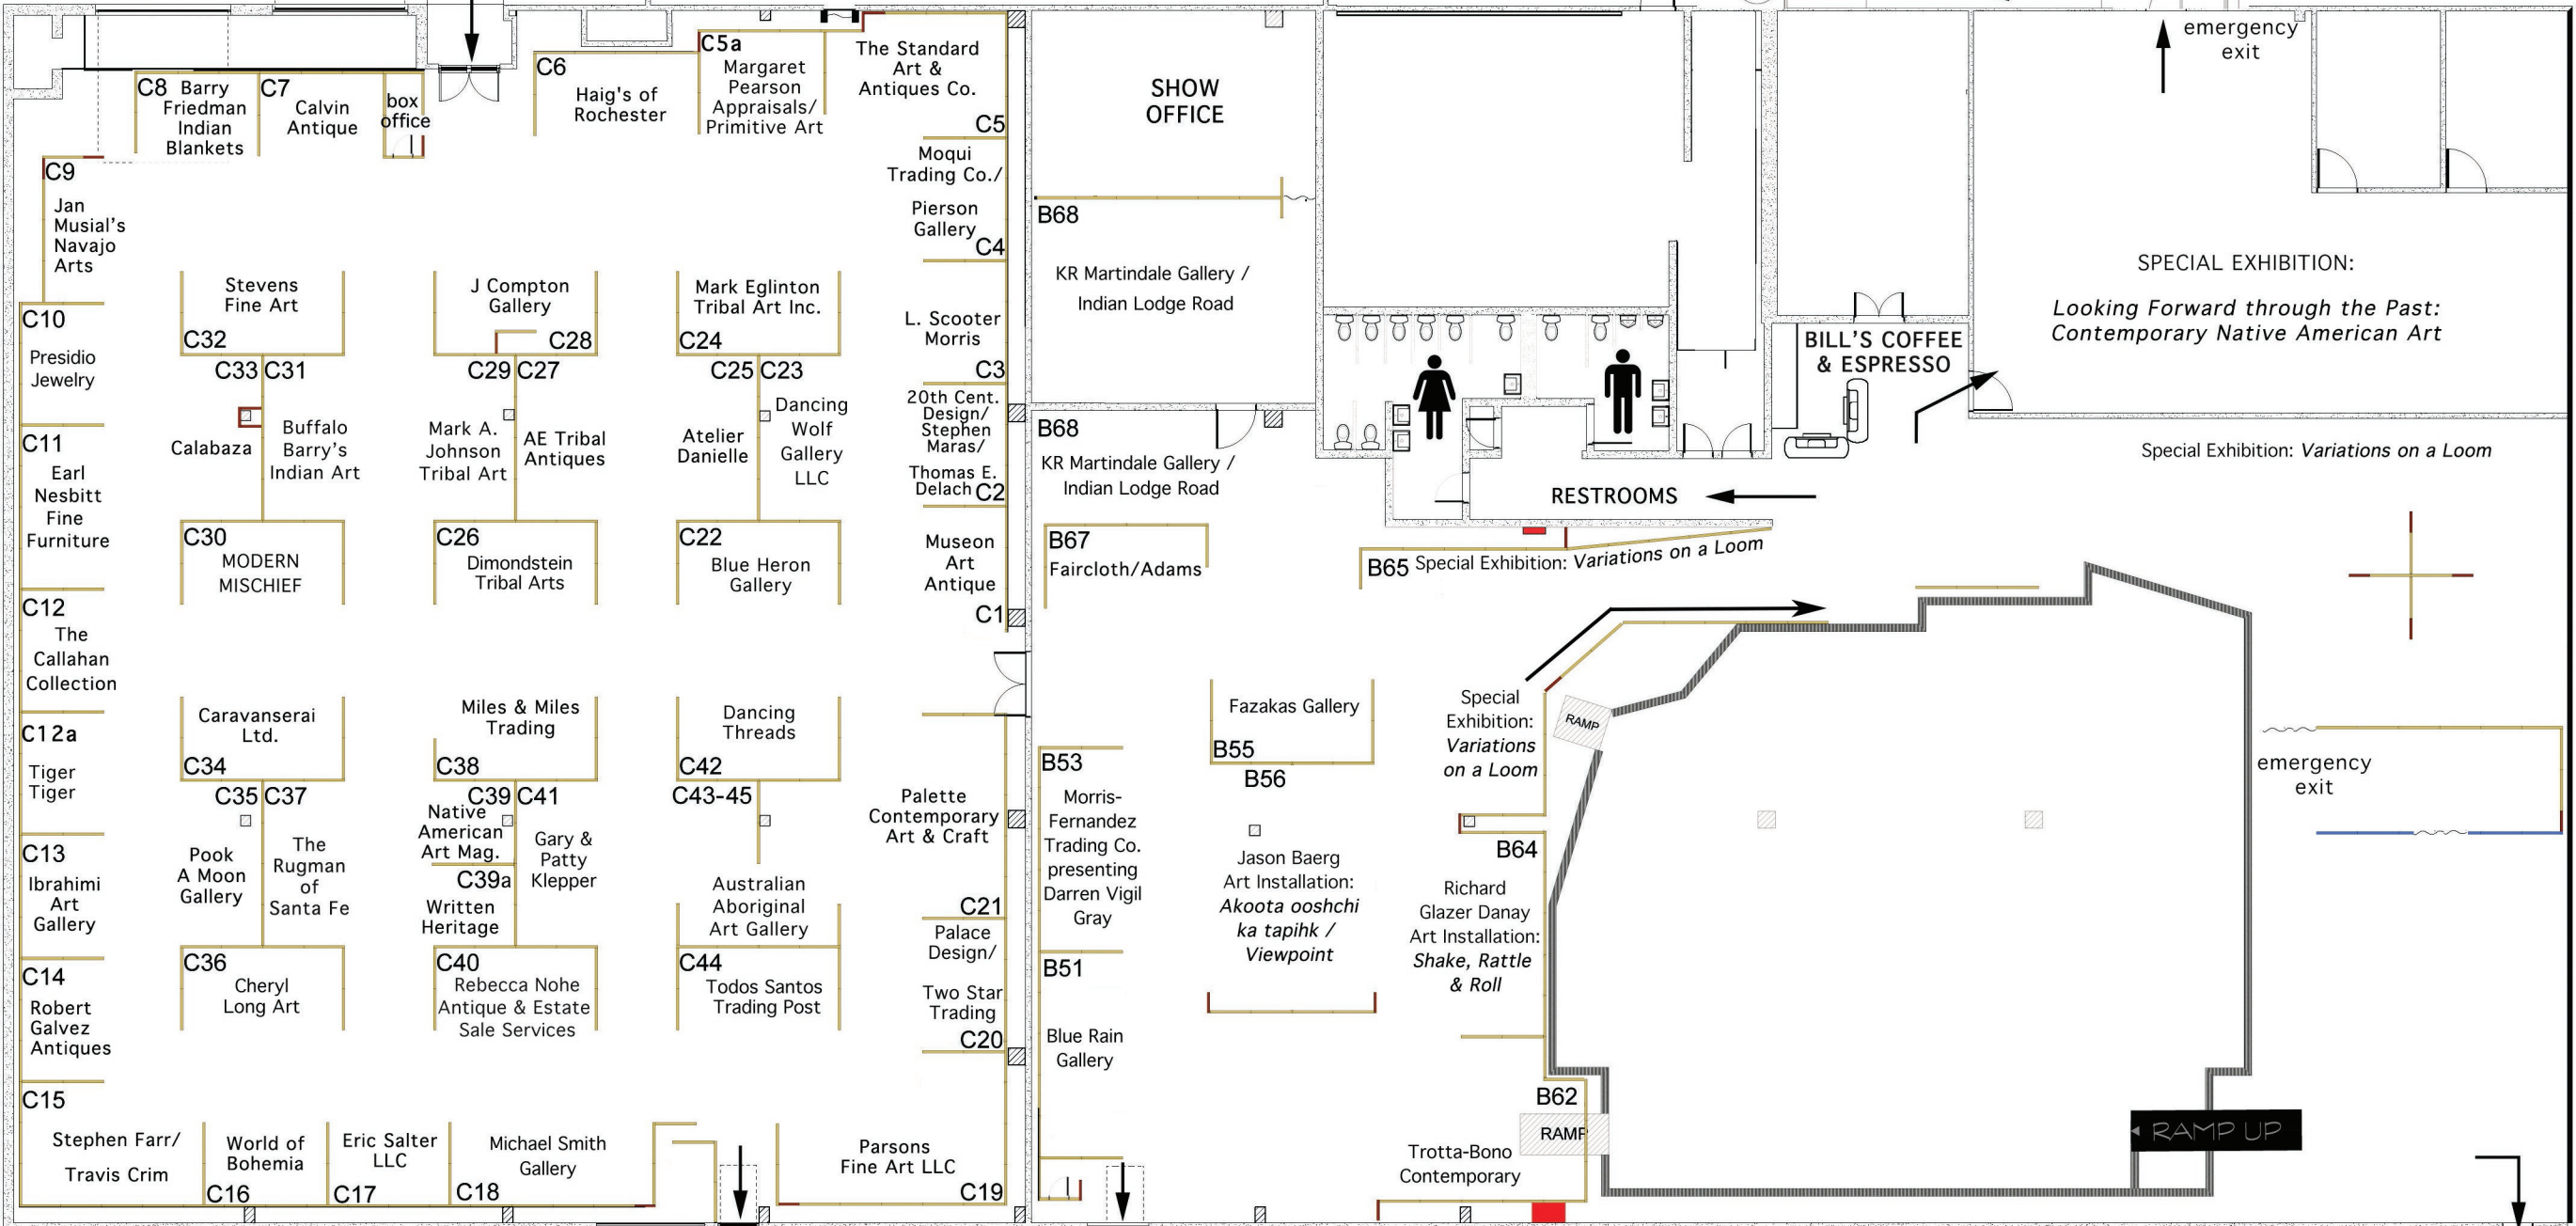 C8 Barry
Friedman
Indian
Blankets
C7
Calvin
Antique
box
office
C6
Haig's of
Rochester
C5a
Margaret
Pearson
Appraisals/
Primitive Art
The Standard
Art &
Antiques Co.
C5
Moqui
Trading Co./
Pierson
Gallery
C4
L. Scooter
Morris
C3
20th Cent.
Design/
Stephen
Maras/
Thomas E.
Delach C2
Museon
Art
Antique
C1
C9
Jan
Musial's
Navajo
Arts
C10
Presidio
Jewelry
C11
Earl
Nesbitt
Fine
Furniture
C12
The
Callahan
Collection
C12a
Tiger
Tiger
C13
Ibrahimi
Art
Gallery
C14
Robert
Galvez
Antiques
C15
Stephen Farr/
Travis Crim
World of
Bohemia
C16
Eric Salter
LLC
C17
Michael Smith
Gallery
C18
Stevens
Fine Art
C32
C33 C31
Calabaza
Buffalo
Barry's
Indian Art
C30
MODERN
MISCHIEF
J Compton
Gallery
C28
C29 C27
Mark A.
Johnson
Tribal Art
AE Tribal
Antiques
C26
Dimondstein
Tribal Arts
Mark Eglinton
Tribal Art Inc.
C24
C25 C23
Atelier
Danielle
Dancing
Wolf
Gallery
LLC
C22
Blue Heron
Gallery
Caravanserai
Ltd.
C34
C35 C37
Pook
A Moon
Gallery
The
Rugman
of
Santa Fe
C36
Cheryl
Long Art
Miles & Miles
Trading
C38
C39 C41
Native
American
Art Mag.
C39a
Written
Heritage
Gary &
Patty
Klepper
C40
Rebecca Nohe
Antique & Estate
Sale Services
Dancing
Threads
C42
C43-45
Australian
Aboriginal
Art Gallery
C44
Todos Santos
Trading Post
Palette
Contemporary
Art & Craft
C21
Palace
Design/
Two Star
Trading
C20
Parsons
Fine Art LLC
C19
SHOW
OFFICE
B68
KR Martindale Gallery /
Indian Lodge Road
B68
KR Martindale Gallery /
Indian Lodge Road
B67
Faircloth/Adams
B65 Special Exhibition: Variations on a Loom
RESTROOMS
BILL'S COFFEE
& ESPRESSO
emergency
exit
SPECIAL EXHIBITION:
Looking Forward through the Past:
Contemporary Native American Art
Special Exhibition: Variations on a Loom
Fazakas Gallery
B55
B56
Jason Baerg
Art Installation:
Akoota ooshchi
ka tapihk /
Viewpoint
B53
Morris-
Fernandez
Trading Co.
presenting
Darren Vigil
Gray
B51
Blue Rain
Gallery
Special
Exhibition:
Variations
on a Loom
RAMP
B64
Richard
Glazer Danay
Art Installation:
Shake, Rattle
& Roll
B62
RAMP
Trotta-Bono
Contemporary
emergency
exit
RAMP UP